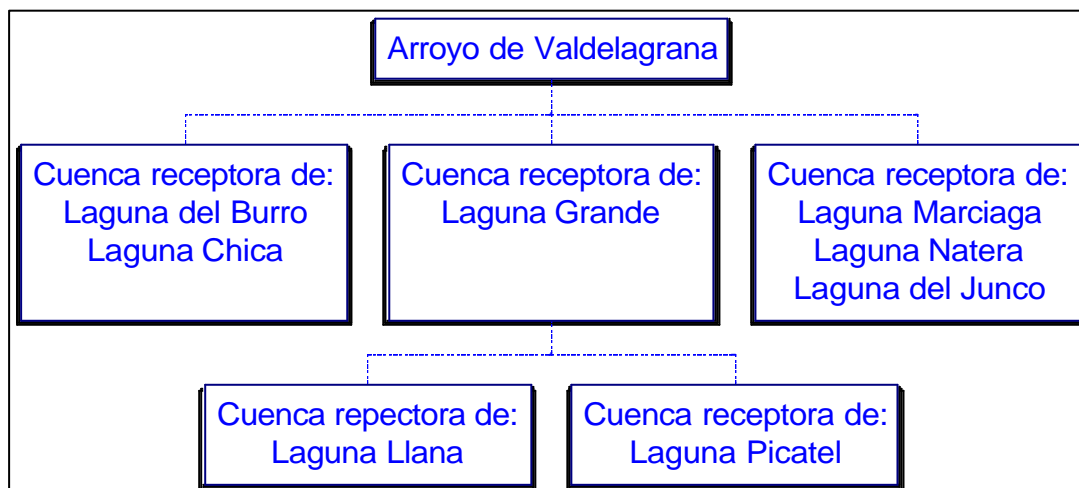 Arroyo de Valdelagrana
Cuenca receptora de:
Laguna del Burro
Laguna Chica
Cuenca receptora de:
Laguna Grande
Cuenca receptora de:
Laguna Marciaga
Laguna Natera
Laguna del Junco
Cuenca repectora de:
Laguna Llana
Cuenca receptora de:
Laguna Picatel